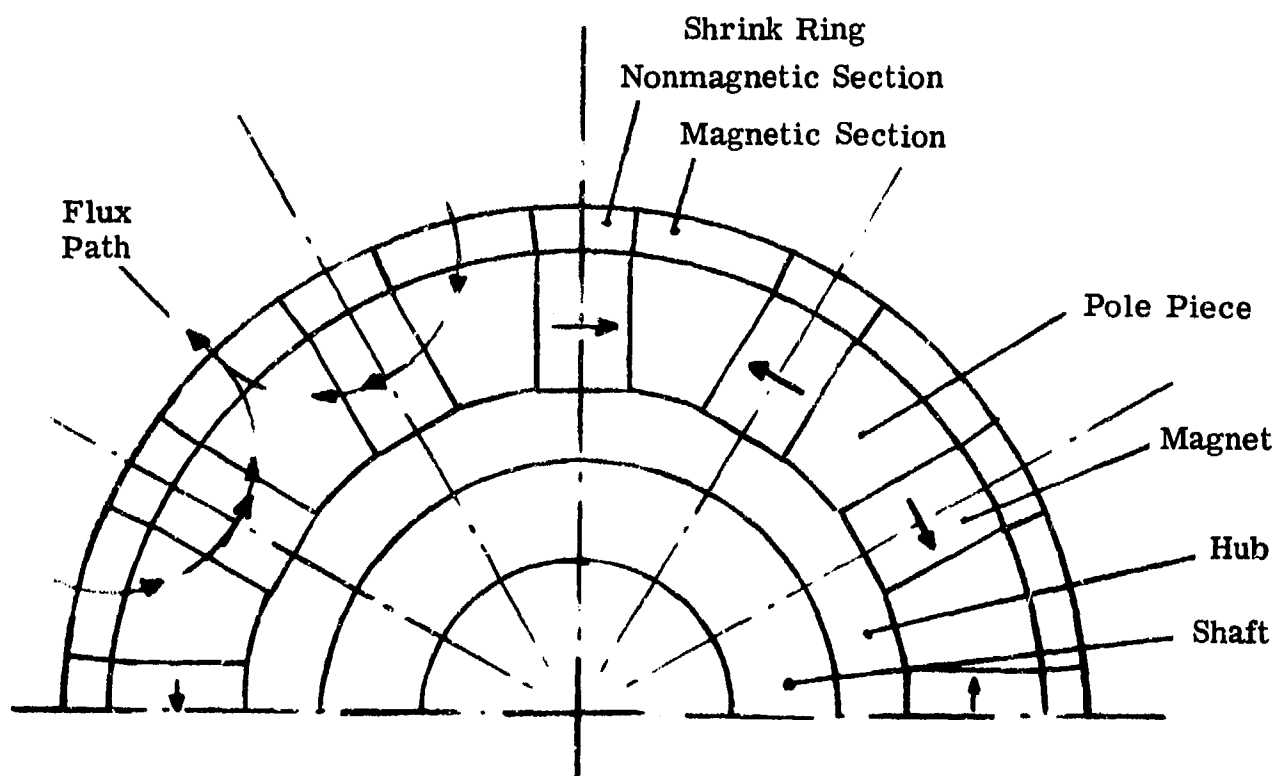 Shrink Ring
Nonmagnetic Section
Magnetic Section
Flux
Path
Pole Piece
Magnet
Hub
Shaft